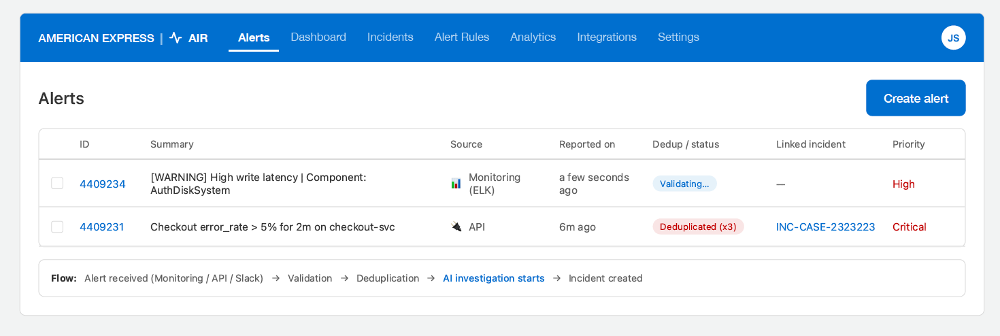 AMERICAN EXPRESS | AIR Alerts Dashboard Incidents Alert Rules Analytics Integrations Settings JS
Alerts Create alert
ID Summary Source Reported on Dedup / status Linked incident Priority
4409234 [WARNING] High write latency | Component: AuthDiskSystem Monitoring (ELK) a few seconds ago Validating... — High
4409231 Checkout error_rate > 5% for 2m on checkout-svc API 6m ago Deduplicated (x3) INC-CASE-2323223 Critical
Flow: Alert received (Monitoring / API / Slack) → Validation → Deduplication → AI investigation starts → Incident created